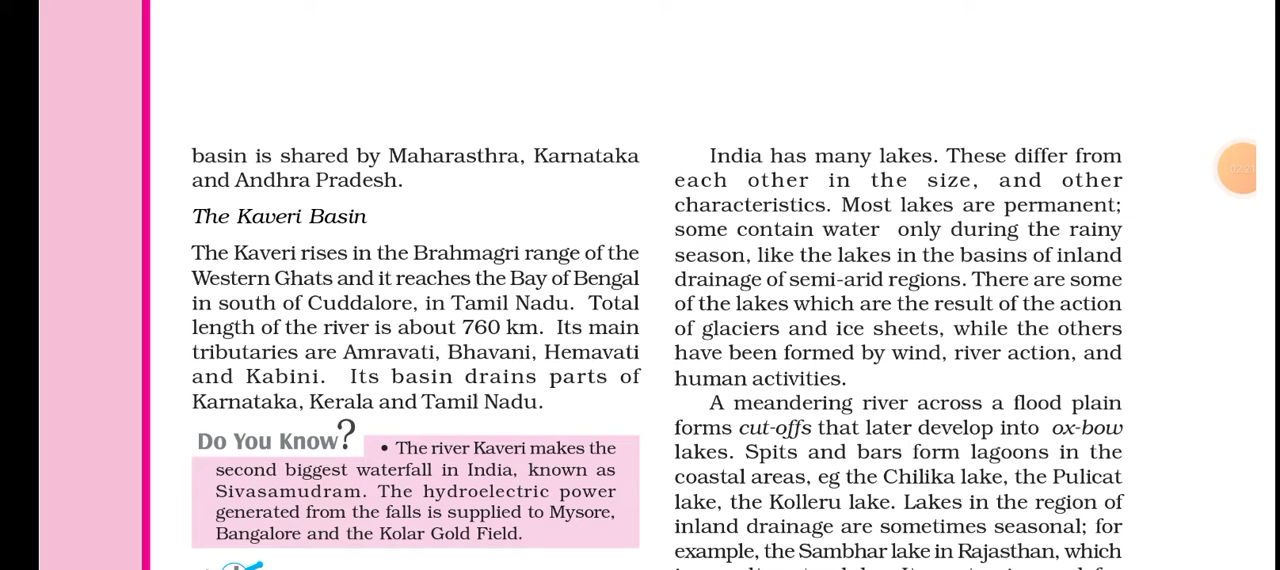 basin is shared by Maharasthra, Karnataka
and Andhra Pradesh.
The Kaveri Basin
The Kaveri rises in the Brahmagri range of the
Western Ghats and it reaches the Bay of Bengal
in south of Cuddalore, in Tamil Nadu. Total
length of the river is about 760 km. Its main
tributaries are Amravati, Bhavani, Hemavati
and Kabini. Its basin drains parts of
Karnataka, Kerala and Tamil Nadu.
Do You Know?
• The river Kaveri makes the
second biggest waterfall in India, known as
Sivasamudram. The hydroelectric power
generated from the falls is supplied to Mysore,
Bangalore and the Kolar Gold Field.
India has many lakes. These differ from
each other in the size, and other
characteristics. Most lakes are permanent;
some contain water only during the rainy
season, like the lakes in the basins of inland
drainage of semi-arid regions. There are some
of the lakes which are the result of the action
of glaciers and ice sheets, while the others
have been formed by wind, river action, and
human activities.
A meandering river across a flood plain
forms cut-offs that later develop into ox-bow
lakes. Spits and bars form lagoons in the
coastal areas, eg the Chilika lake, the Pulicat
lake, the Kolleru lake. Lakes in the region of
inland drainage are sometimes seasonal; for
example, the Sambhar lake in Rajasthan, which